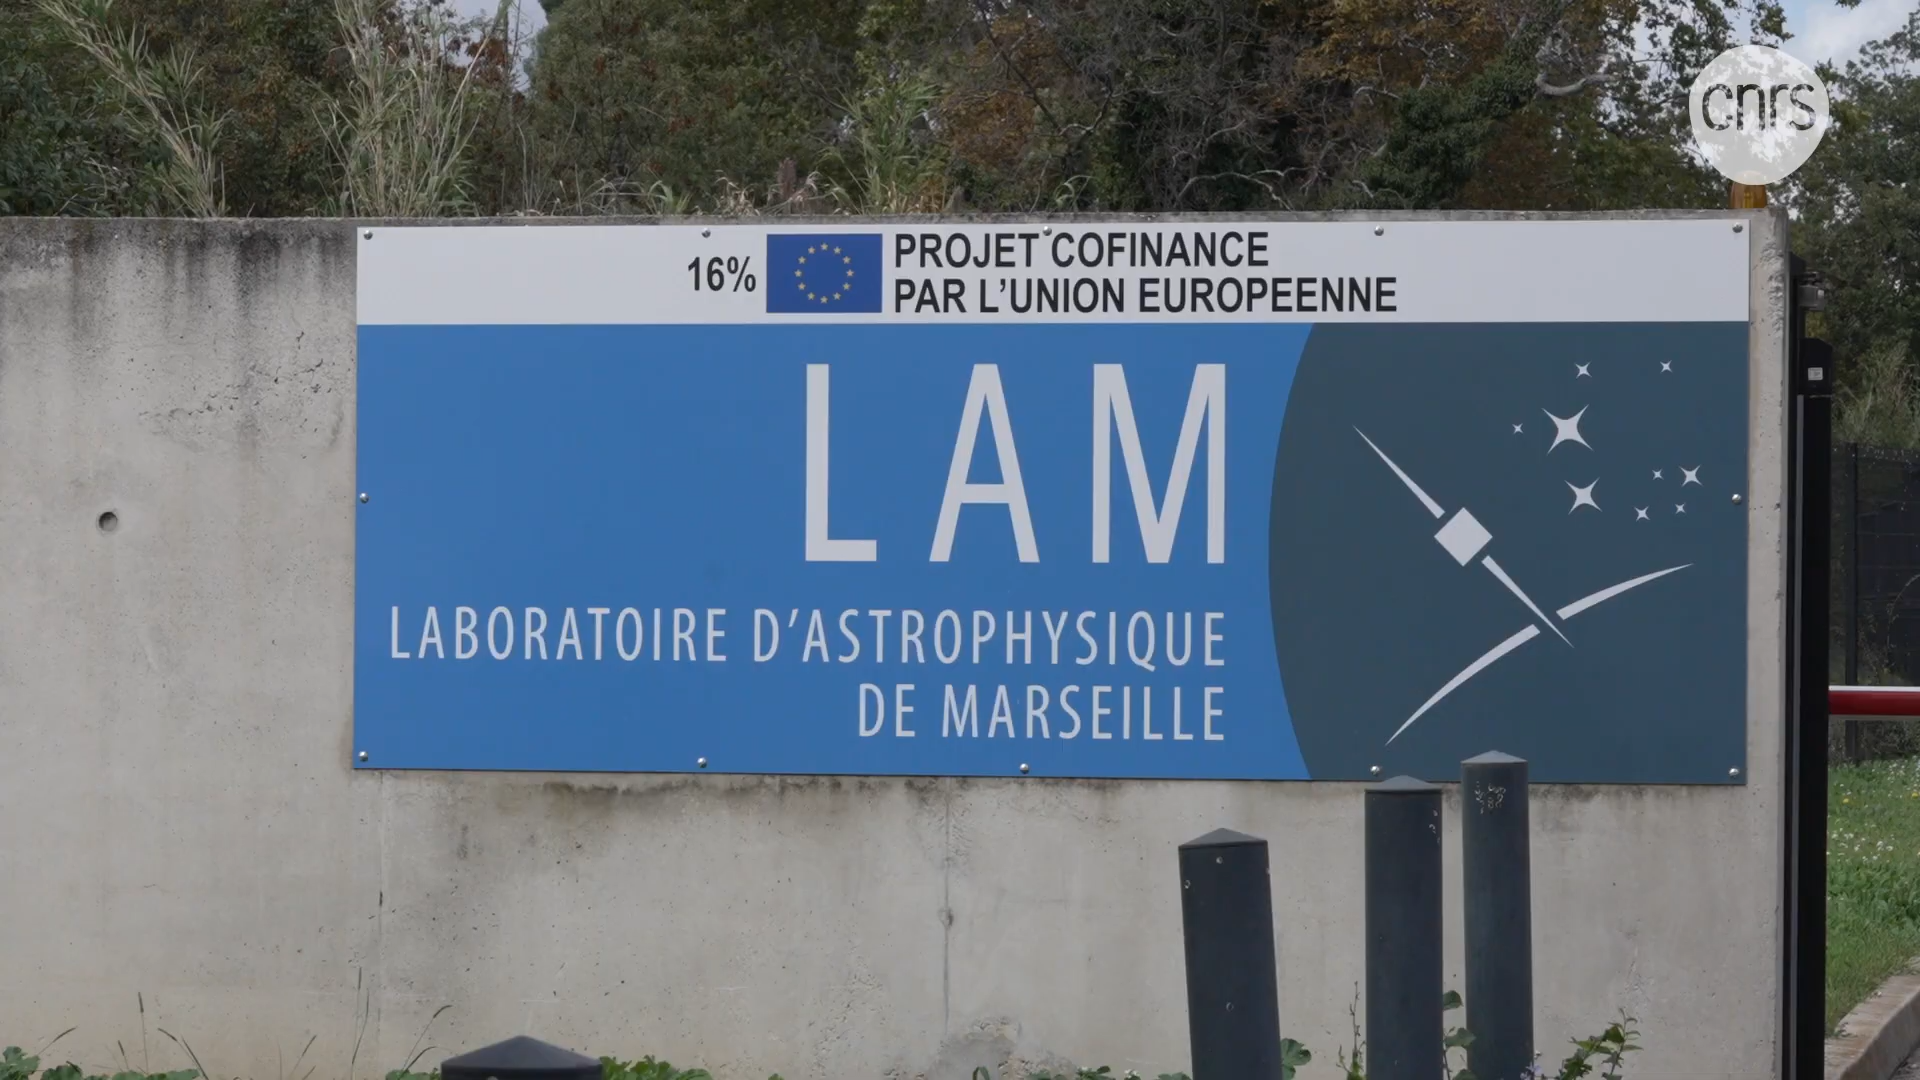 cnrs
16%
PROJET COFINANCE
PAR L'UNION EUROPEENNE
LAM
LABORATOIRE D'ASTROPHYSIQUE
DE MARSEILLE